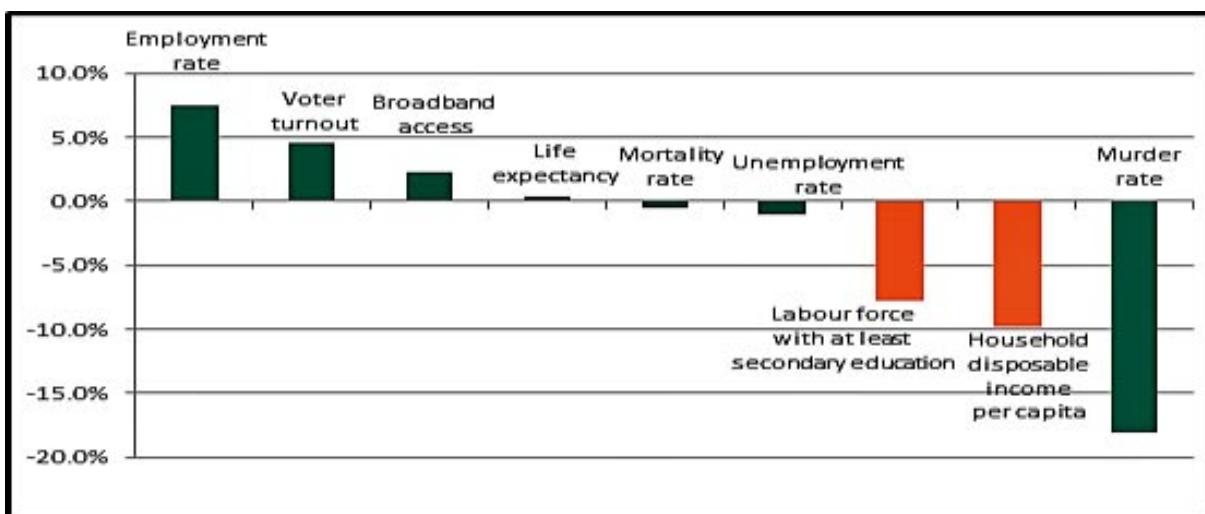 Employment
rate
10.0%
Voter
turnout
Broadband
access
5.0%
Life
expectancy
Mortality
rate
Unemployment
rate
Murder
rate
0.0%
-5.0%
Labour force
with at least
secondary education
-10.0%
Household
disposable
income
per capita
-15.0%
-20.0%